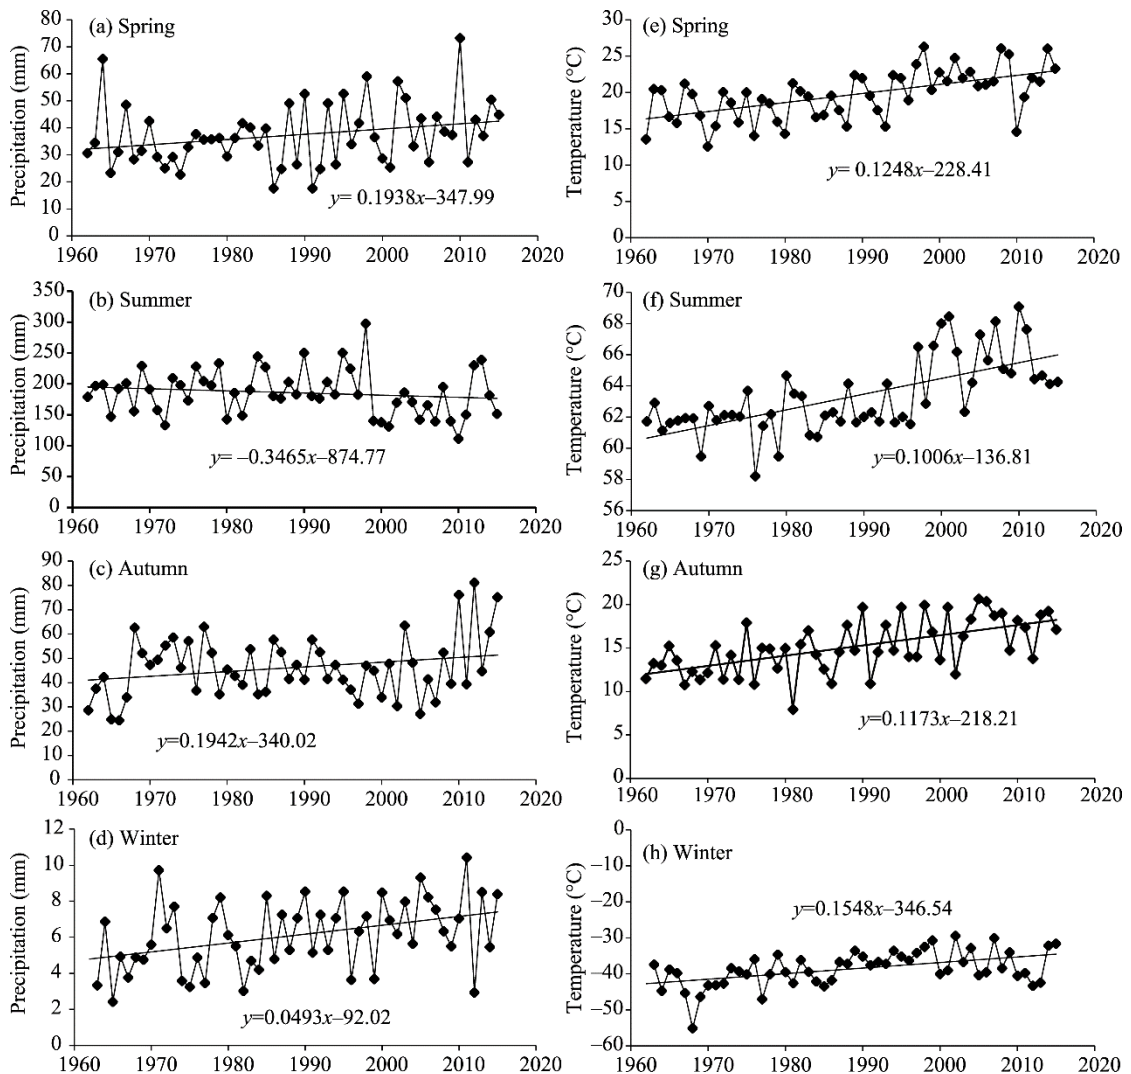 (a) Spring
Precipitation (mm)
80
70
60
50
40
30
20
10
0
y= 0.1938x–347.99
1960 1970 1980 1990 2000 2010 2020
(e) Spring
Temperature (°C)
30
25
20
15
10
5
0
y= 0.1248x–228.41
1960 1970 1980 1990 2000 2010 2020
(b) Summer
Precipitation (mm)
350
300
250
200
150
100
50
0
y= –0.3465x–874.77
1960 1970 1980 1990 2000 2010 2020
(f) Summer
Temperature (°C)
70
68
66
64
62
60
58
56
y=0.1006x–136.81
1960 1970 1980 1990 2000 2010 2020
(c) Autumn
Precipitation (mm)
90
80
70
60
50
40
30
20
10
0
y=0.1942x–340.02
1960 1970 1980 1990 2000 2010 2020
(g) Autumn
Temperature (°C)
25
20
15
10
5
0
y=0.1173x–218.21
1960 1970 1980 1990 2000 2010 2020
(d) Winter
Precipitation (mm)
12
10
8
6
4
2
0
y=0.0493x–92.02
1960 1970 1980 1990 2000 2010 2020
(h) Winter
Temperature (°C)
0
–10
–20
–30
–40
–50
–60
y=0.1548x–346.54
1960 1970 1980 1990 2000 2010 2020